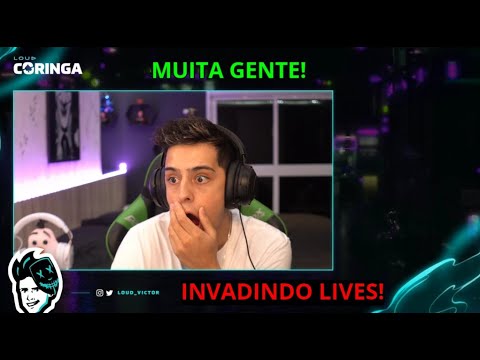 LOUD
CORINGA
MUITA GENTE!
LOUD_VICTOR
INVADINDO LIVES!